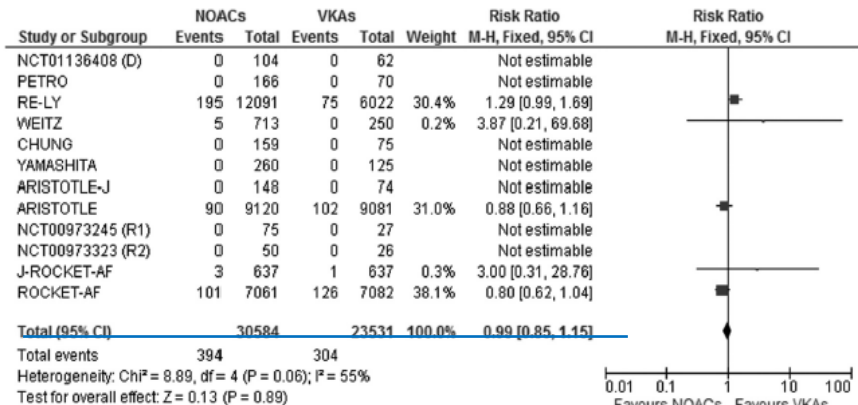 NOACs VKAs Risk Ratio Risk Ratio
Study or Subgroup Events Total Events Total Weight M-H, Fixed, 95% CI M-H, Fixed, 95% CI
NCT01136408 (D) 0 104 0 62 Not estimable
PETRO 0 166 0 70 Not estimable
RE-LY 195 12091 75 6022 30.4% 1.29 [0.99, 1.69]
WEITZ 5 713 0 250 0.2% 3.87 [0.21, 69.68]
CHUNG 0 159 0 75 Not estimable
YAMASHITA 0 260 0 125 Not estimable
ARISTOTLE-J 0 148 0 74 Not estimable
ARISTOTLE 90 9120 102 9081 31.0% 0.88 [0.66, 1.16]
NCT00973245 (R1) 0 75 0 27 Not estimable
NCT00973323 (R2) 0 50 0 26 Not estimable
J-ROCKET-AF 3 637 1 637 0.3% 3.00 [0.31, 28.76]
ROCKET-AF 101 7061 126 7082 38.1% 0.80 [0.62, 1.04]
Total (95% CI) 30584 23531 100.0% 0.99 [0.85, 1.15]
Total events 394 304
Heterogeneity: Chi² = 8.89, df = 4 (P = 0.06); I² = 55%
Test for overall effect: Z = 0.13 (P = 0.89)
0.01 0.1 1 10 100
Favours NOACs Favours VKAs